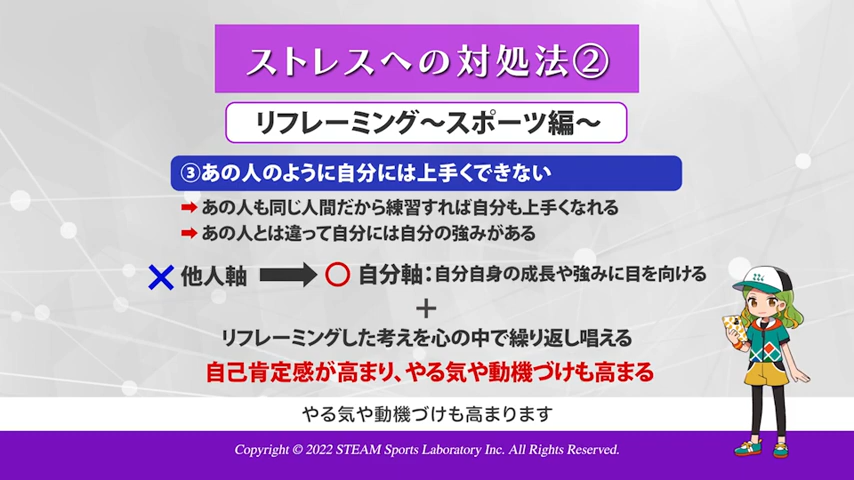 ストレスへの対処法②
リフレーミング～スポーツ編～
③あの人のように自分には上手くできない
➡あの人も同じ人間だから練習すれば自分も上手くなれる
➡あの人とは違って自分には自分の強みがある
✕他人軸 ➡ ○自分軸：自分自身の成長や強みに目を向ける
＋
リフレーミングした考えを心の中で繰り返し唱える
自己肯定感が高まり、やる気や動機づけも高まる
やる気や動機づけも高まります
Copyright © 2022 STEAM Sports Laboratory Inc. All Rights Reserved.